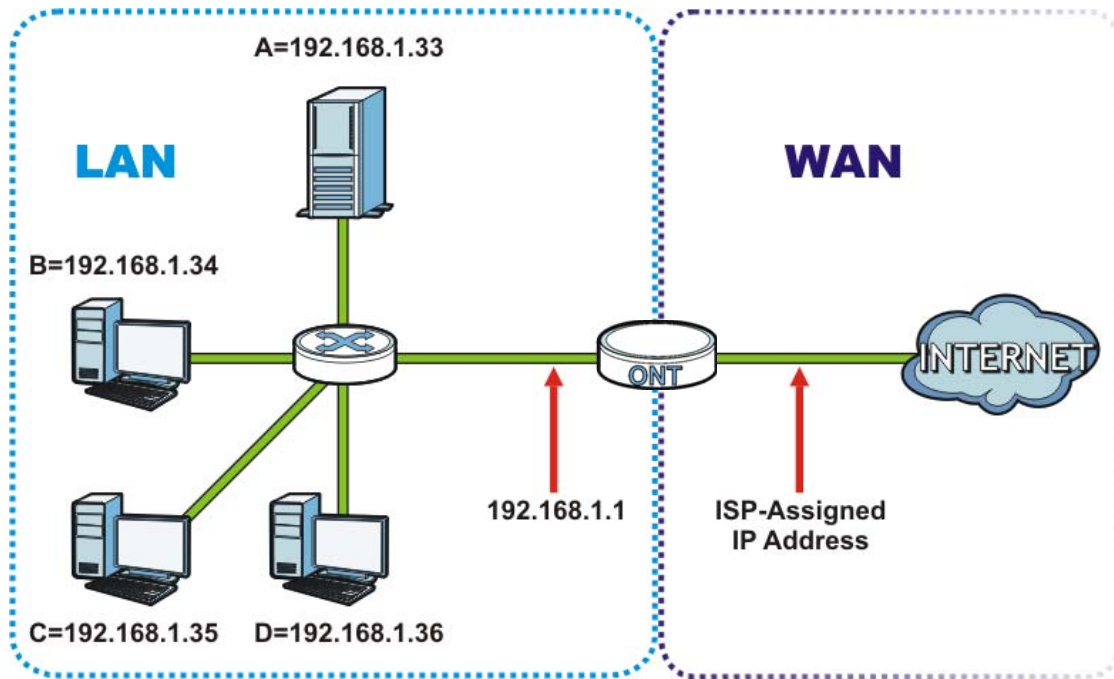 A=192.168.1.33
LAN
WAN
B=192.168.1.34
ONT
INTERNET
192.168.1.1
ISP-Assigned
IP Address
C=192.168.1.35
D=192.168.1.36